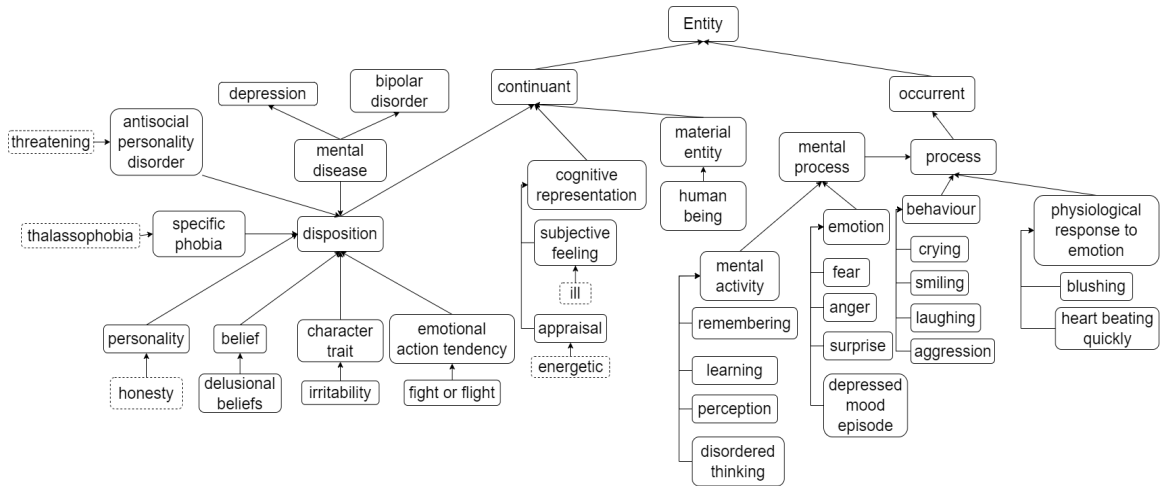 Entity
continuant
occurrent
depression
bipolar
disorder
threatening
antisocial
personality
disorder
mental
disease
material
entity
human
being
mental
process
process
cognitive
representation
thalassophobia
specific
phobia
disposition
subjective
feeling
ill
emotion
behaviour
physiological
response to
emotion
mental
activity
crying
smiling
laughing
aggression
fear
anger
surprise
depressed
mood
episode
blushing
heart beating
quickly
personality
belief
character
trait
emotional
action tendency
appraisal
energetic
remembering
learning
perception
disordered
thinking
honesty
delusional
beliefs
irritability
fight or flight